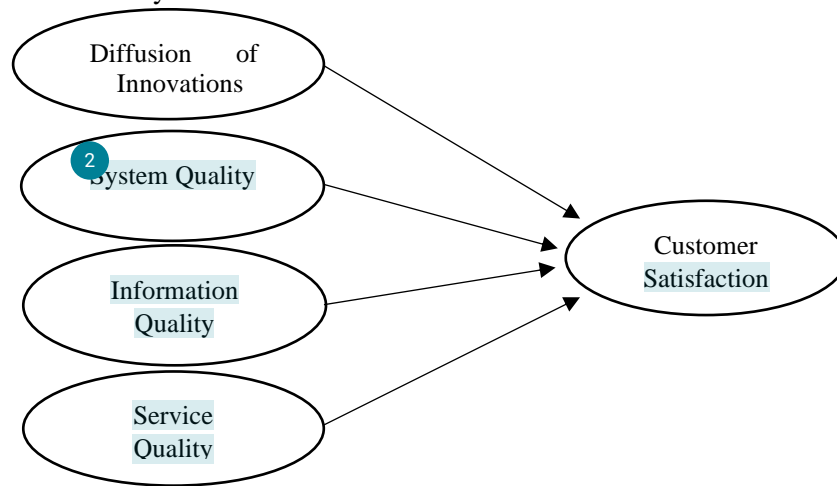 Diffusion of
Innovations
2
System Quality
Information
Quality
Service
Quality
Customer
Satisfaction